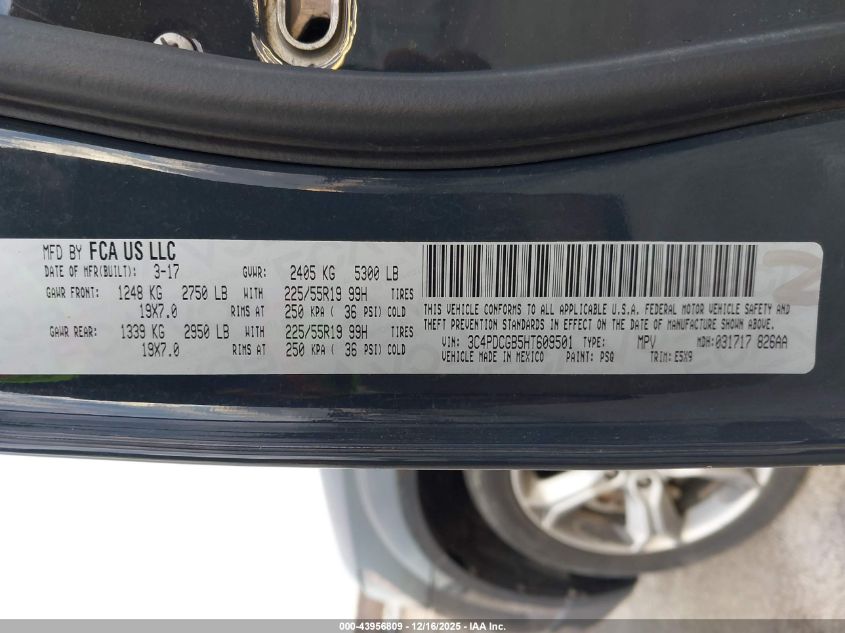 MFD BY FCA US LLC
DATE OF MFR(BUILT): 3-17 GVWR: 2405 KG 5300 LB
GAWR FRONT: 1248 KG 2750 LB WITH 225/55R19 99H TIRES
19X7.0 RIMS AT 250 KPA ( 36 PSI) COLD
GAWR REAR: 1339 KG 2950 LB WITH 225/55R19 99H TIRES
19X7.0 RIMS AT 250 KPA ( 36 PSI) COLD
THIS VEHICLE CONFORMS TO ALL APPLICABLE U.S.A. FEDERAL MOTOR VEHICLE SAFETY AND
THEFT PREVENTION STANDARDS IN EFFECT ON THE DATE OF MANUFACTURE SHOWN ABOVE.
VIN: 3C4PDCGB5HT609501 TYPE: MPV MDH: 031717 826AA
VEHICLE MADE IN MEXICO PAINT: PSQ TRIM: E5X9
000-43956809 - 12/16/2025 - IAA Inc.